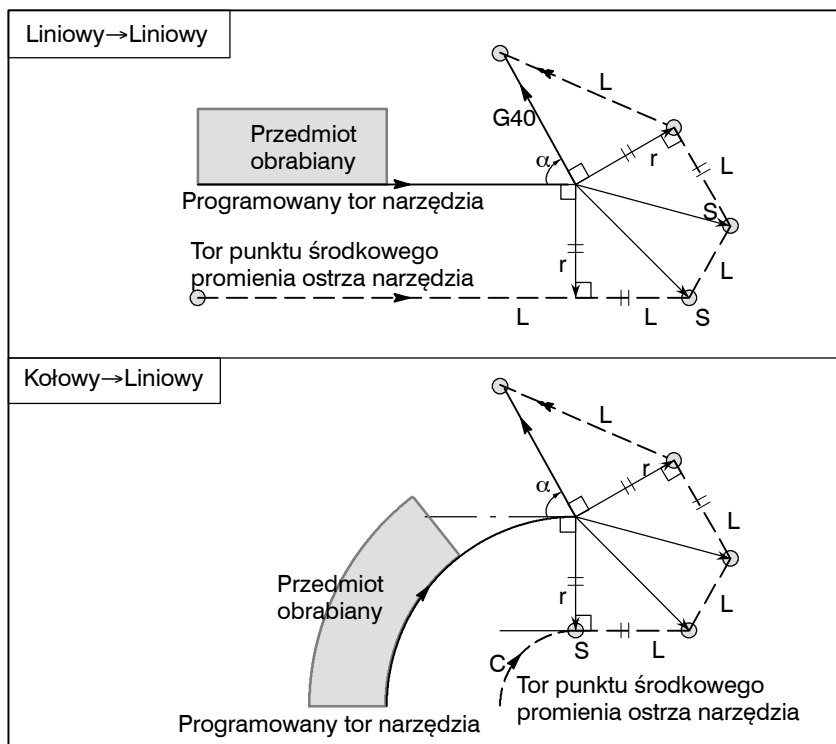 Liniowy→Liniowy
L
G40
Przedmiot
obrabiany
α
r
L
Programowany tor narzędzia
S
Tor punktu środkowego
promienia ostrza narzędzia
r
L
L
L
S
Kołowy→Liniowy
L
α
r
L
Przedmiot
obrabiany
r
L
S
L
C
Tor punktu środkowego
promienia ostrza narzędzia
Programowany tor narzędzia